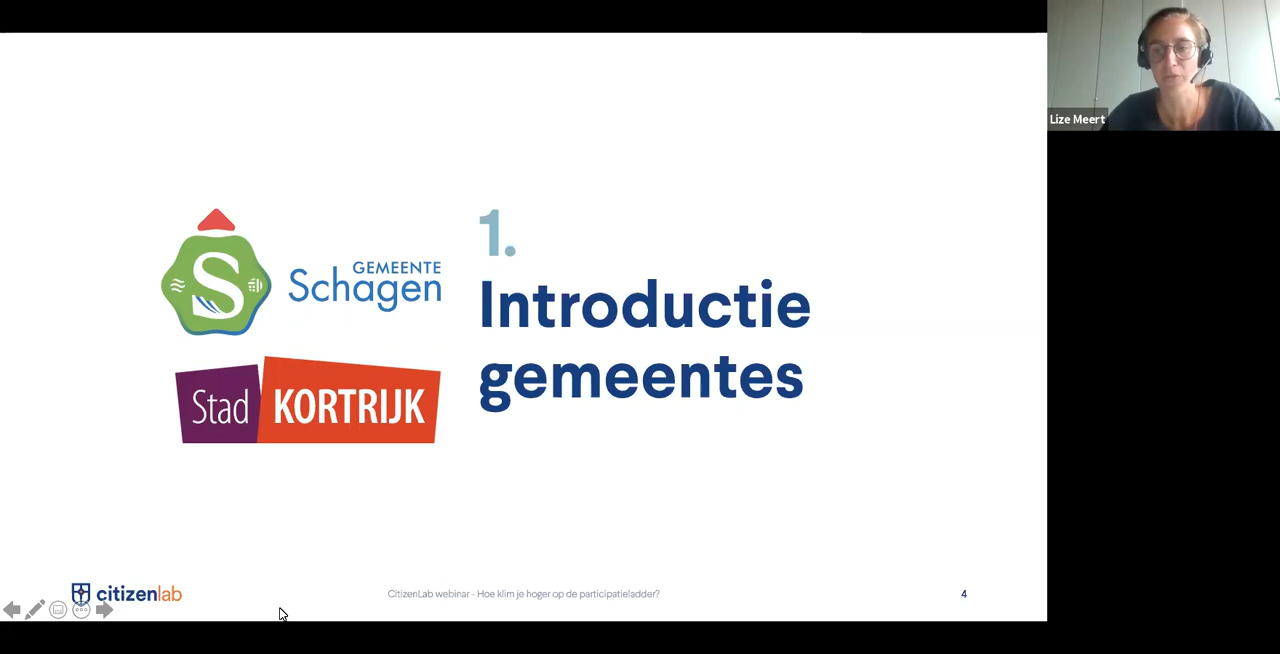 Lize Meert
S
GEMEENTE
Schagen
Stad KORTRIJK
1.
Introductie
gemeentes
citizenlab
CitizenLab webinar - Hoe klim je hoger op de participatieladder?
4